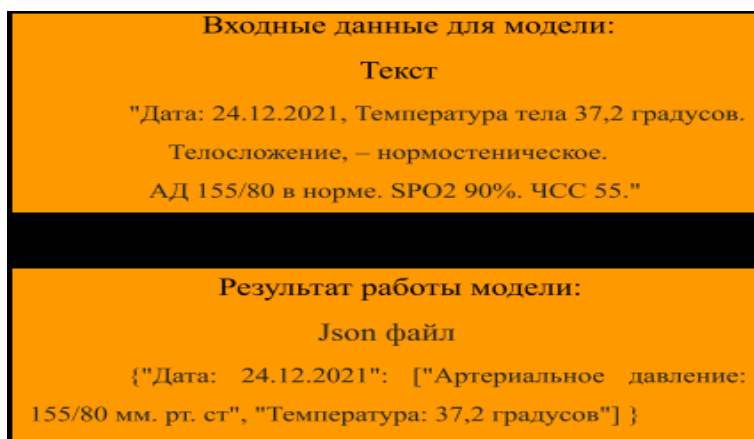 Входные данные для модели:
Текст
"Дата: 24.12.2021, Температура тела 37,2 градусов.
Телосложение, – нормостеническое.
АД 155/80 в норме. SPO2 90%. ЧСС 55."
Результат работы модели:
Json файл
{"Дата: 24.12.2021": ["Артериальное давление:
155/80 мм. рт. ст", "Температура: 37,2 градусов"] }